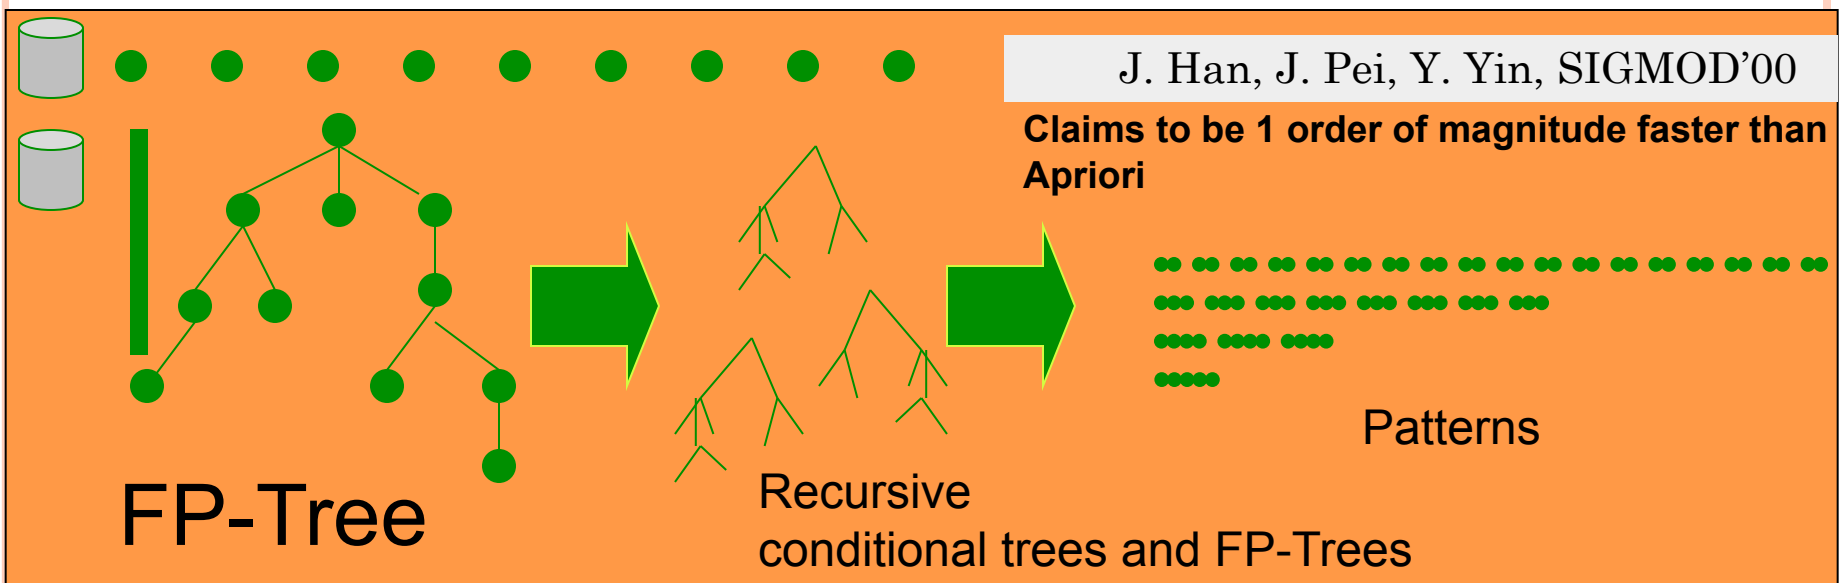 J. Han, J. Pei, Y. Yin, SIGMOD’00
Claims to be 1 order of magnitude faster than
Apriori
Patterns
FP-Tree
Recursive
conditional trees and FP-Trees